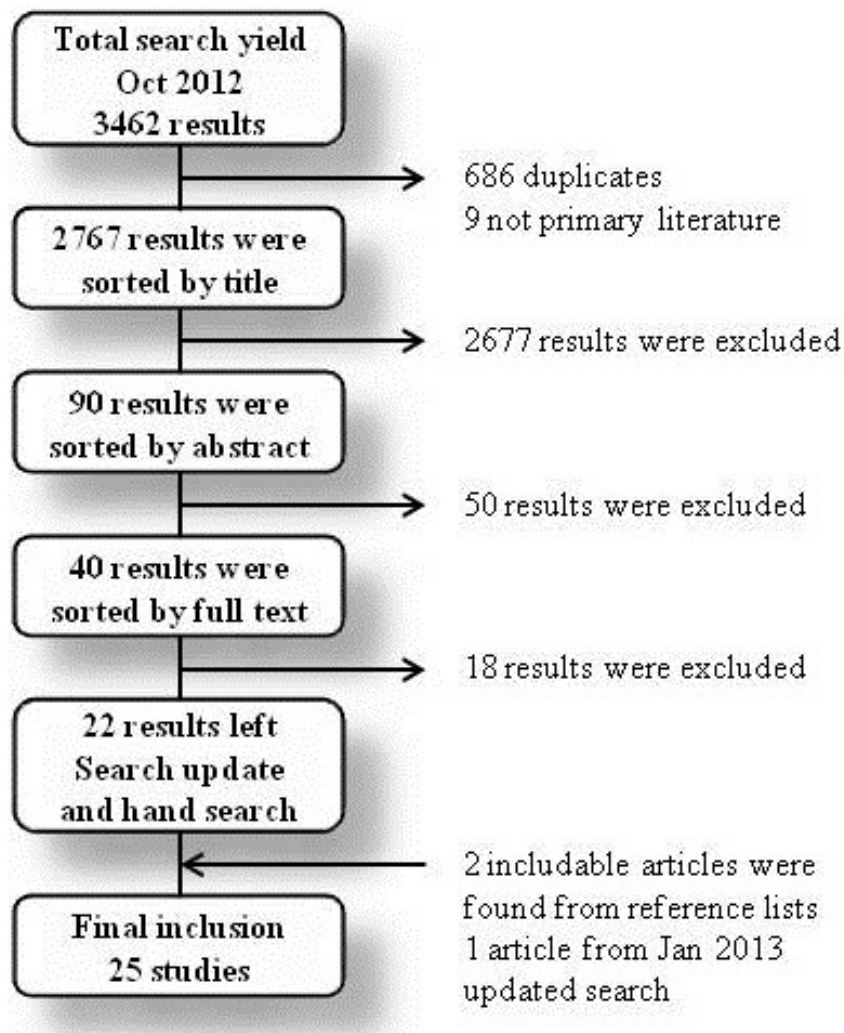 Total search yield
Oct 2012
3462 results
686 duplicates
9 not primary literature
2767 results were
sorted by title
2677 results were excluded
90 results were
sorted by abstract
50 results were excluded
40 results were
sorted by full text
18 results were excluded
22 results left
Search update
and hand search
2 includable articles were
found from reference lists
1 article from Jan 2013
updated search
Final inclusion
25 studies